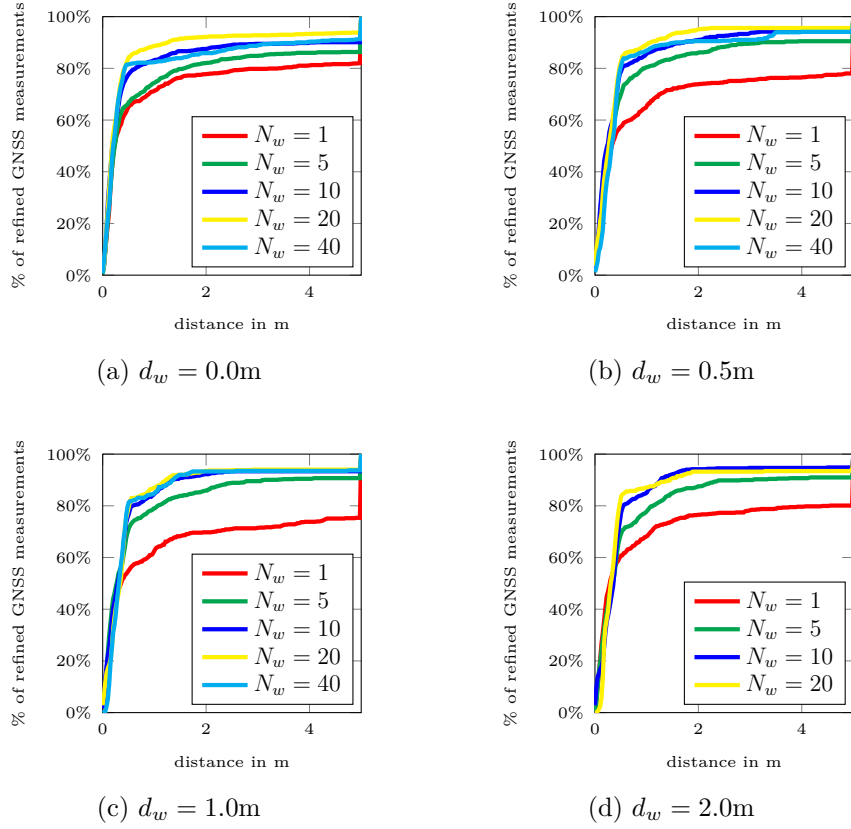 100%
80%
60%
40%
20%
0%
% of refined GNSS measurements
0 2 4
distance in m
N_w = 1
N_w = 5
N_w = 10
N_w = 20
N_w = 40
(a) d_w = 0.0m
100%
80%
60%
40%
20%
0%
% of refined GNSS measurements
0 2 4
distance in m
N_w = 1
N_w = 5
N_w = 10
N_w = 20
N_w = 40
(b) d_w = 0.5m
100%
80%
60%
40%
20%
0%
% of refined GNSS measurements
0 2 4
distance in m
N_w = 1
N_w = 5
N_w = 10
N_w = 20
N_w = 40
(c) d_w = 1.0m
100%
80%
60%
40%
20%
0%
% of refined GNSS measurements
0 2 4
distance in m
N_w = 1
N_w = 5
N_w = 10
N_w = 20
(d) d_w = 2.0m